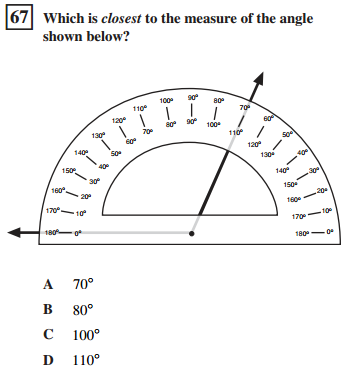 67 Which is closest to the measure of the angle
shown below?
90°
100° 80°
110° 70°
80° 90° 100°
120° 60°
70° 110°
130° 50°
60° 120°
140° 50° 130° 40°
150° 40° 140° 30°
30° 150°
160° 20° 160° 20°
170° 10° 170° 10°
180° 0° 180° 0°
A 70°
B 80°
C 100°
D 110°